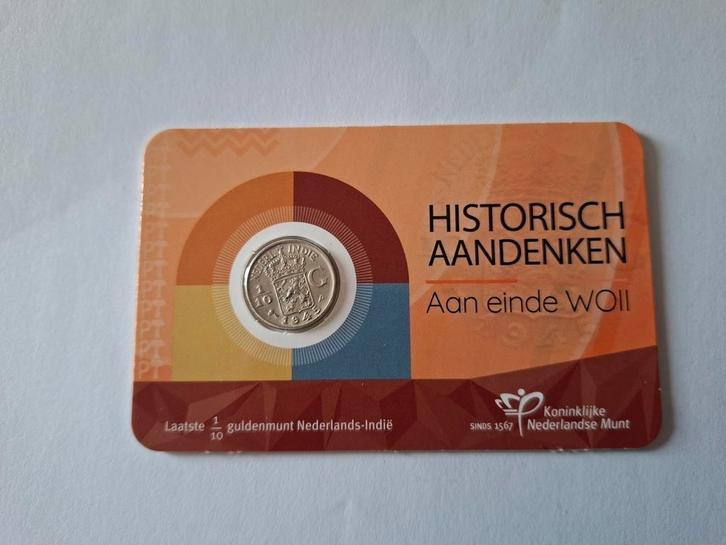 HISTORISCH
AANDENKEN
Aan einde WOII
NEDERL INDIE
1/10 G
1945
Laatste 1/10 guldenmunt Nederlands-Indië
SINDS 1567 Koninklijke
Nederlandse Munt